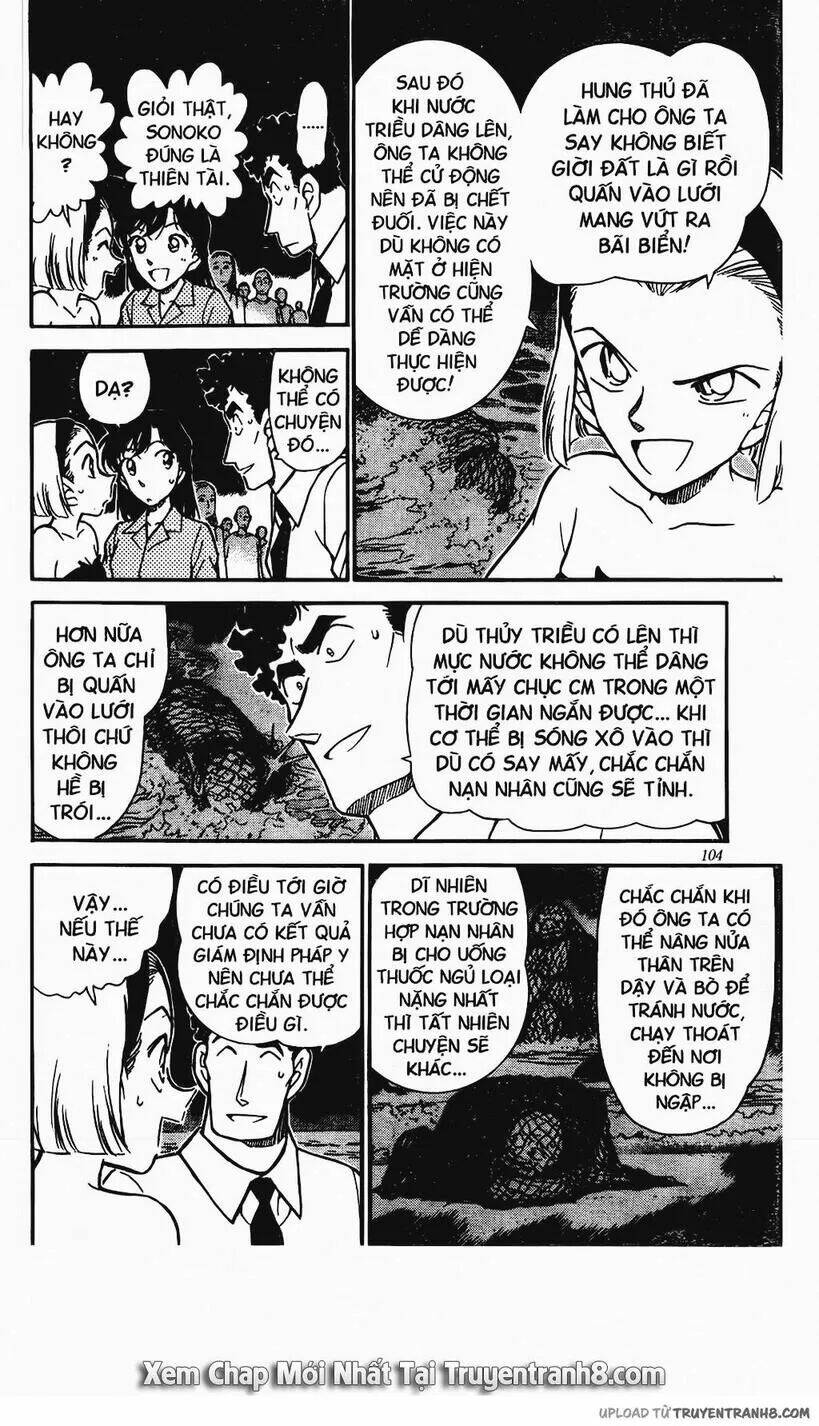 HUNG THỦ ĐÃ
LÀM CHO ÔNG TA
SAY KHÔNG BIẾT
GIỜI ĐẤT LÀ GÌ RỒI
QUẤN VÀO LƯỚI
MANG VỨT RA
BÃI BIỂN!
SAU ĐÓ
KHI NƯỚC
TRIỀU DÂNG LÊN,
ÔNG TA KHÔNG
THỂ CỬ ĐỘNG
NÊN ĐÃ BỊ CHẾT
ĐUỐI. VIỆC NÀY
DÙ KHÔNG CÓ
MẶT Ở HIỆN
TRƯỜNG CŨNG
VẪN CÓ THỂ
DỄ DÀNG
THỰC HIỆN
ĐƯỢC!
......
GIỎI THẬT,
SONOKO
ĐÚNG LÀ
THIÊN TÀI.
HAY
KHÔNG
?
KHÔNG
THỂ CÓ
CHUYỆN
ĐÓ...
DẠ?
DÙ THỦY TRIỀU CÓ LÊN THÌ
MỰC NƯỚC KHÔNG THỂ DÂNG
TỚI MẤY CHỤC CM TRONG MỘT
THỜI GIAN NGẮN ĐƯỢC... KHI
CƠ THỂ BỊ SÓNG XÔ VÀO THÌ
DÙ CÓ SAY MẤY, CHẮC CHẮN
NẠN NHÂN CŨNG SẼ TỈNH.
HƠN NỮA
ÔNG TA CHỈ
BỊ QUẤN
VÀO LƯỚI
THÔI CHỨ
KHÔNG
HỀ BỊ
TRÓI...
104
CHẮC CHẮN KHI
ĐÓ ÔNG TA CÓ
THỂ NÂNG NỬA
THÂN TRÊN
DẬY VÀ BÒ ĐỂ
TRÁNH NƯỚC,
CHẠY THOÁT
ĐẾN NƠI
KHÔNG BỊ
NGẬP...
DĨ NHIÊN
TRONG TRƯỜNG
HỢP NẠN NHÂN
BỊ CHO UỐNG
THUỐC NGỦ LOẠI
NẶNG NHẤT
THÌ TẤT NHIÊN
CHUYỆN SẼ
KHÁC...
CÓ ĐIỀU TỚI GIỜ
CHÚNG TA VẪN
CHƯA CÓ KẾT QUẢ
GIÁM ĐỊNH PHÁP Y
NÊN CHƯA THỂ
CHẮC CHẮN ĐƯỢC
ĐIỀU GÌ.
VẬY...
NẾU THẾ
NÀY...
Xem Chap Mới Nhất Tại Truyentranh8.com
UPLOAD TỪ TRUYENTRANH8.COM